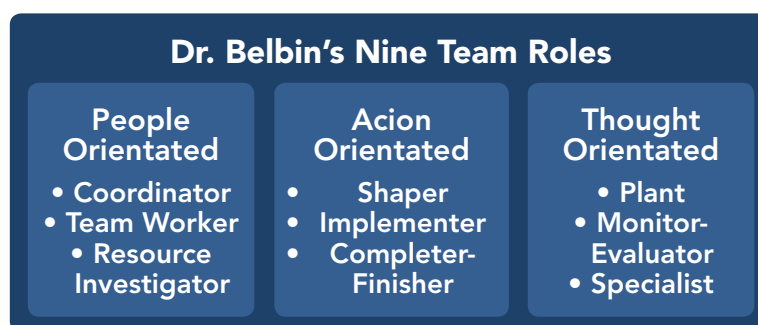 Dr. Belbin's Nine Team Roles
People
Orientated
• Coordinator
• Team Worker
• Resource
Investigator
Acion
Orientated
• Shaper
• Implementer
• Completer-
Finisher
Thought
Orientated
• Plant
• Monitor-
Evaluator
• Specialist